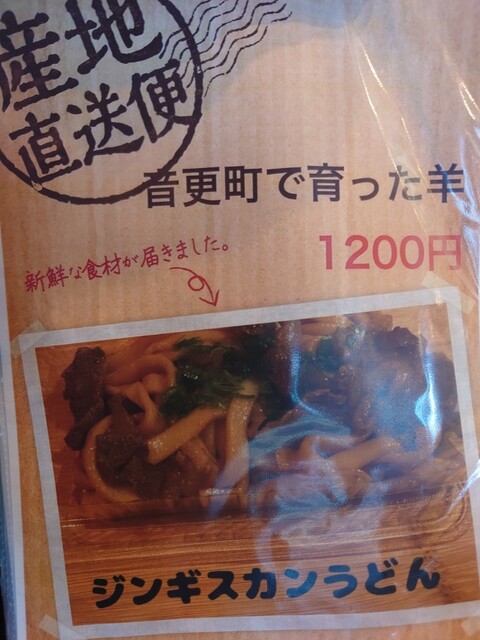 産地
直送便
音更町で育った羊
1200円
新鮮な食材が届きました。
ジンギスカンうどん